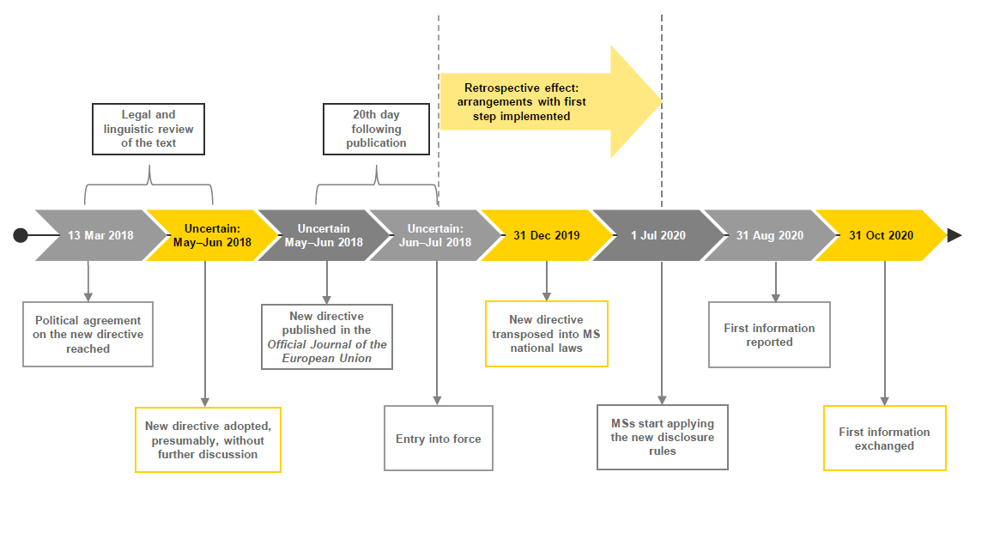 Retrospective effect:
arrangements with first
step implemented
Legal and
linguistic review
of the text
20th day
following
publication
13 Mar 2018
Uncertain:
May–Jun 2018
Uncertain
May–Jun 2018
Uncertain:
Jun–Jul 2018
31 Dec 2019
1 Jul 2020
31 Aug 2020
31 Oct 2020
Political agreement
on the new directive
reached
New directive
published in the
Official Journal of the
European Union
New directive
transposed into MS
national laws
First information
reported
New directive adopted,
presumably, without
further discussion
Entry into force
MSs start applying
the new disclosure
rules
First information
exchanged